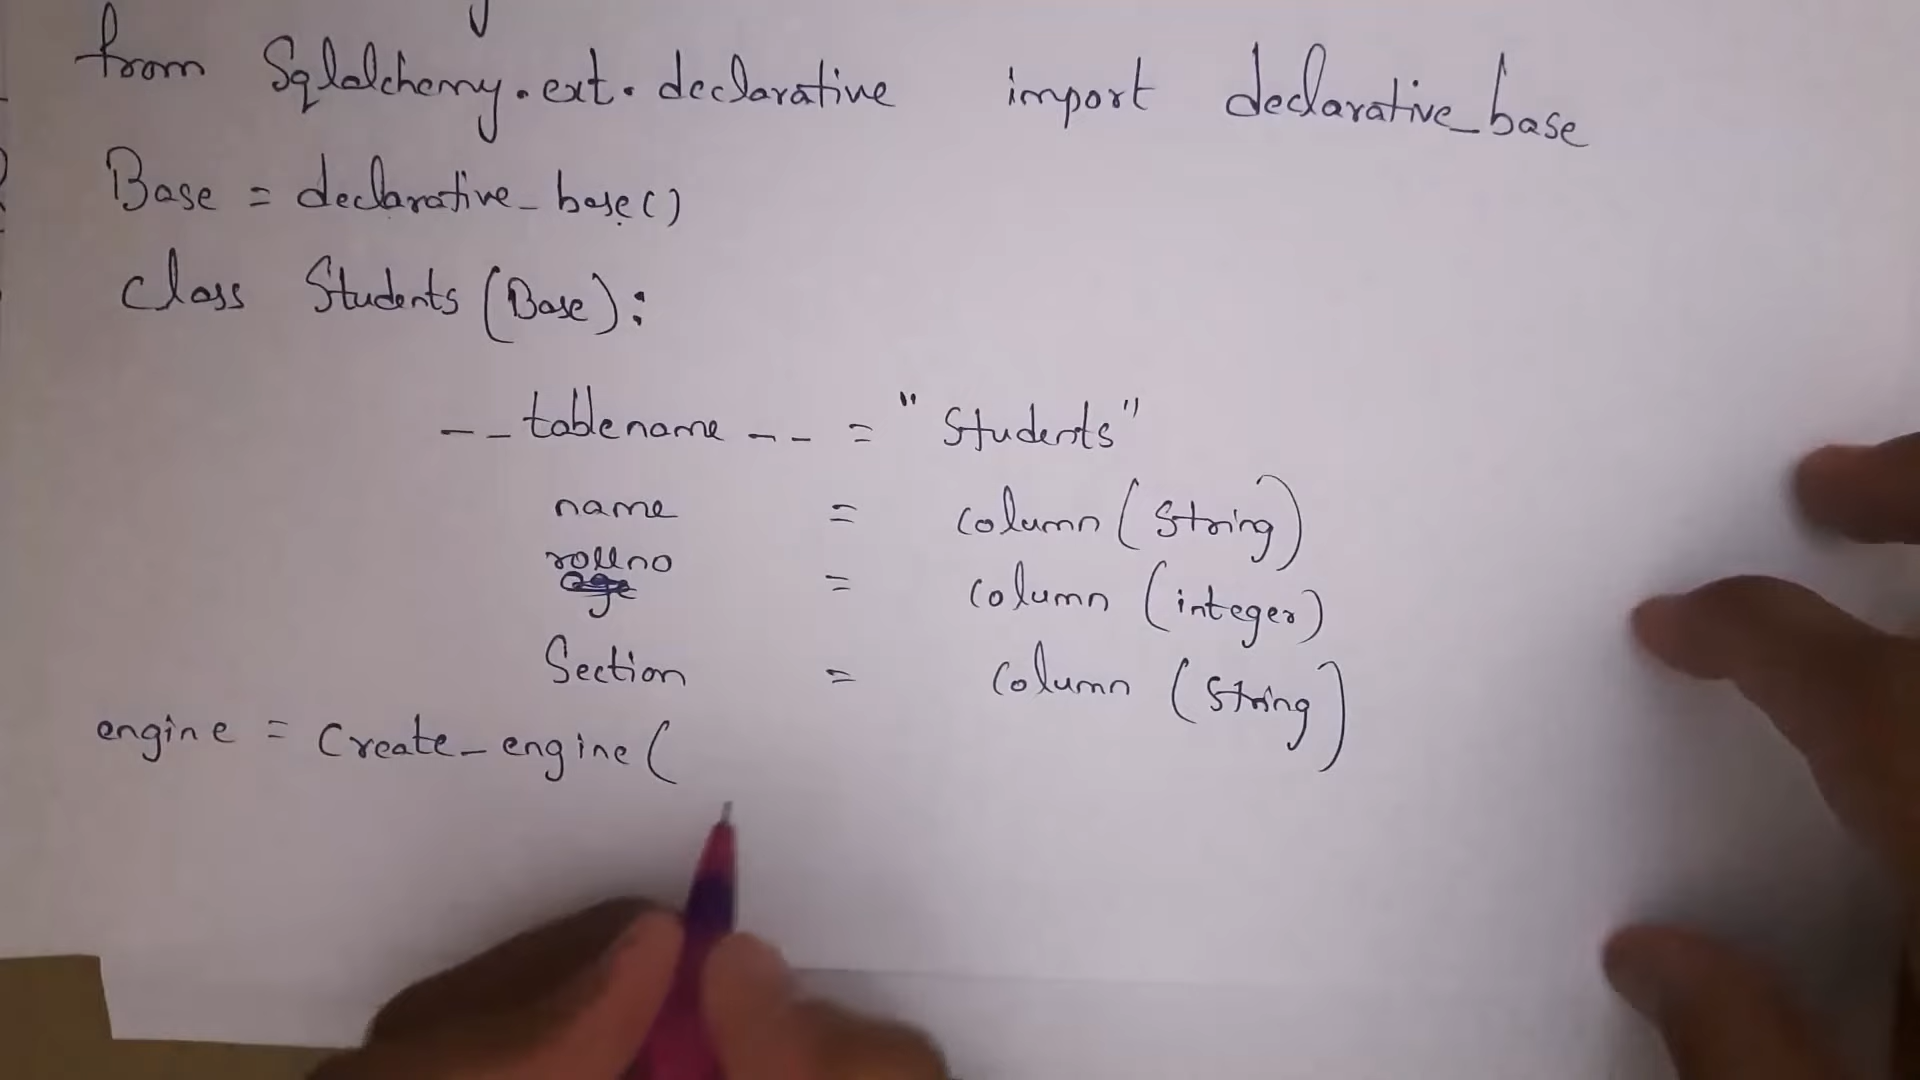 from Sqlalchemy.ext.declarative import declarative_base
Base = declarative_base()
class Students (Base):
__tablename__ = "Students"
name = column (String)
rollno = column (integer)
Section = column (String)
engine = create_engine (